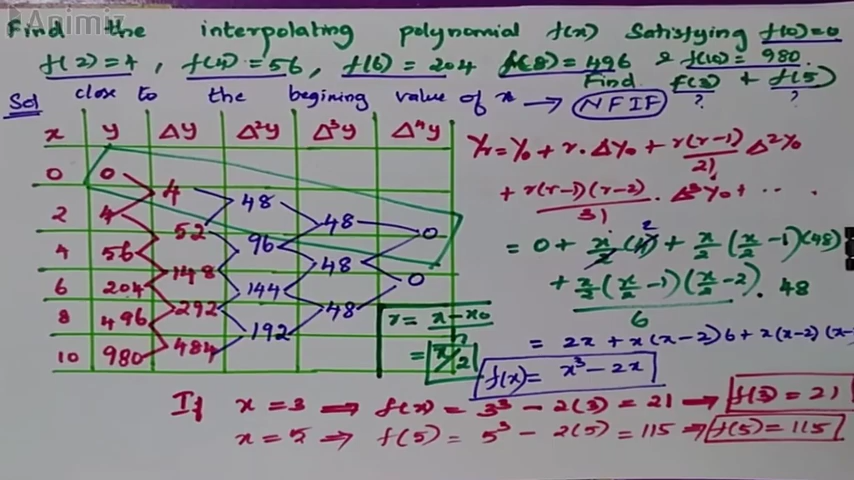 Animiz
Find the interpolating polynomial f(x) Satisfying f(0)=0
f(2)=4, f(4)=56, f(6)=204 f(8)=496 & f(10)=980.
Find f(3) + f(5)
? ?
Sol close to the begining value of x → NFIF
x y Δy Δ²y Δ³y Δ⁴y
0 0
4
48
2 4 48
52 0
96
4 56 48
148 0
144
6 204 48
292
192
8 496
484
10 980
r = x-x₀ / h
= x/2
Yr = Y₀ + r.ΔY₀ + r(r-1)/2! Δ²Y₀
+ r(r-1)(r-2)/3! . Δ³Y₀ + ...
= 0 + x/2 (4) 2 + x/2 (x/2 -1)(48)
+ x/2 (x/2 -1)(x/2 -2)/6 . 48
= 2x + x(x-2)6 + x(x-2)(x-
f(x) = x³-2x
If x=3 ⇒ f(x) = 3³ - 2(3) = 21 → f(3) = 21
x=5 ⇒ f(5) = 5³ - 2(5) = 115 ⇒ f(5) = 115